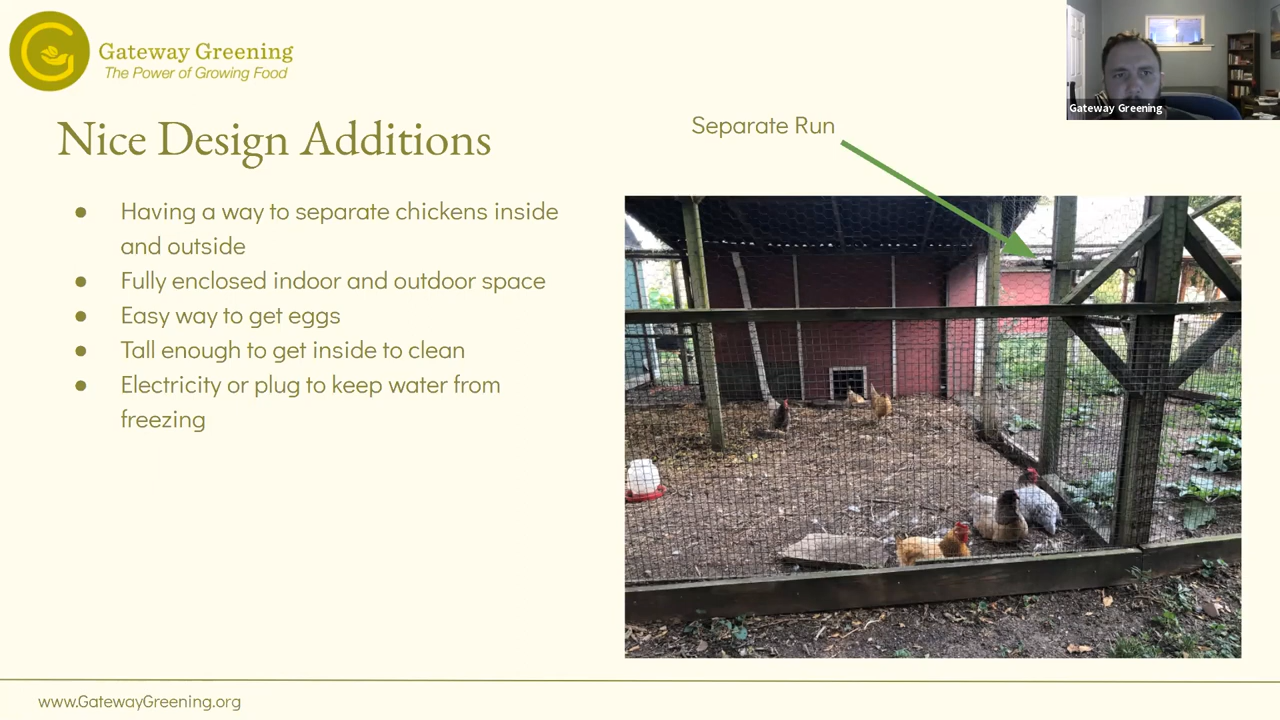 Gateway Greening
The Power of Growing Food
Gateway Greening
Separate Run
Nice Design Additions
● Having a way to separate chickens inside
and outside
● Fully enclosed indoor and outdoor space
● Easy way to get eggs
● Tall enough to get inside to clean
● Electricity or plug to keep water from
freezing
www.GatewayGreening.org